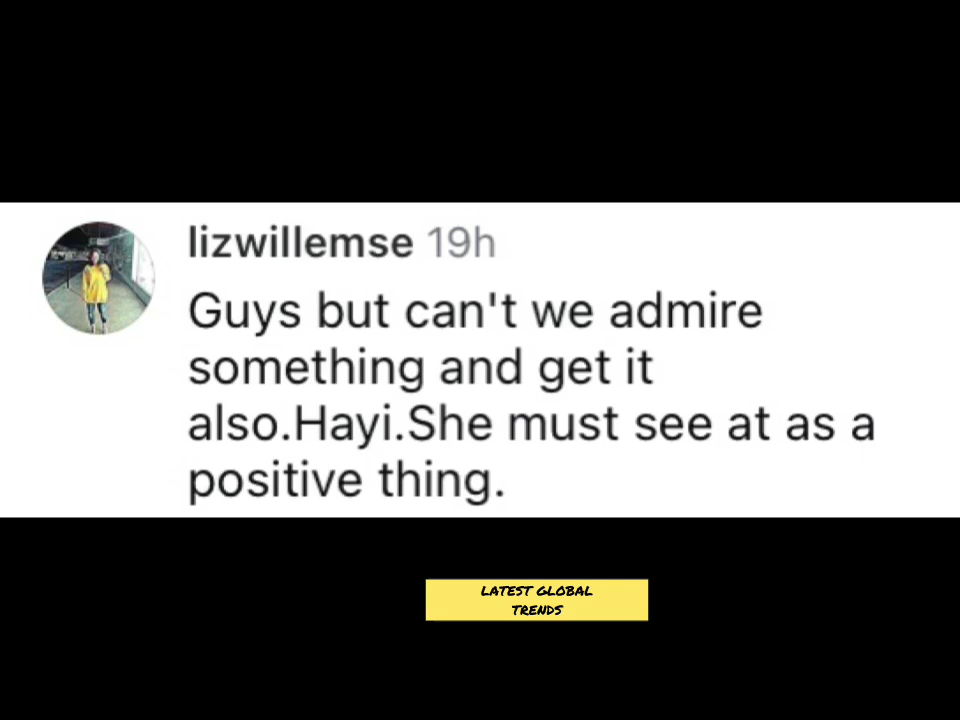 lizwillemse 19h
Guys but can't we admire
something and get it
also.Hayi.She must see at as a
positive thing.
LATEST GLOBAL
TRENDS